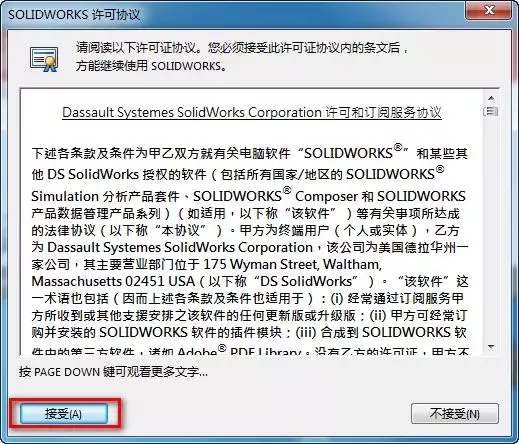 SOLIDWORKS 许可协议
请阅读以下许可证协议。您必须接受此许可证协议内的条文后，
方能继续使用 SOLIDWORKS。
Dassault Systemes SolidWorks Corporation 许可和订阅服务协议
下述各条款及条件为甲乙双方就有关电脑软件“SOLIDWORKS®”和某些其
他 DS SolidWorks 授权的软件（包括所有国家/地区的 SOLIDWORKS®
Simulation 分析产品套件、SOLIDWORKS® Composer 和 SOLIDWORKS
产品数据管理产品系列）（如适用，以下称“该软件”）等有关事项所达成
的法律协议（以下称“本协议”）。甲方为终端用户（个人或实体），乙方
为 Dassault Systemes SolidWorks Corporation，该公司为美国德拉华州一
家公司，其主要营业部门位于 175 Wyman Street, Waltham,
Massachusetts 02451 USA（以下称“DS SolidWorks”）。“该软件”这
一术语也包括（因而上述各条款及条件也适用于）：(i) 经常通过订阅服务甲
方所收到或其他支援安排之该软件的任何更新版或升级版；(ii) 甲方可经常订
购并安装的 SOLIDWORKS 软件的插件模块；(iii) 合成到 SOLIDWORKS 软
件中的第三方软件，诸如 Adobe® PDF Library。没有乙方的许可证，甲方不
按 PAGE DOWN 键可观看更多文字...
接受(A)
不接受(N)